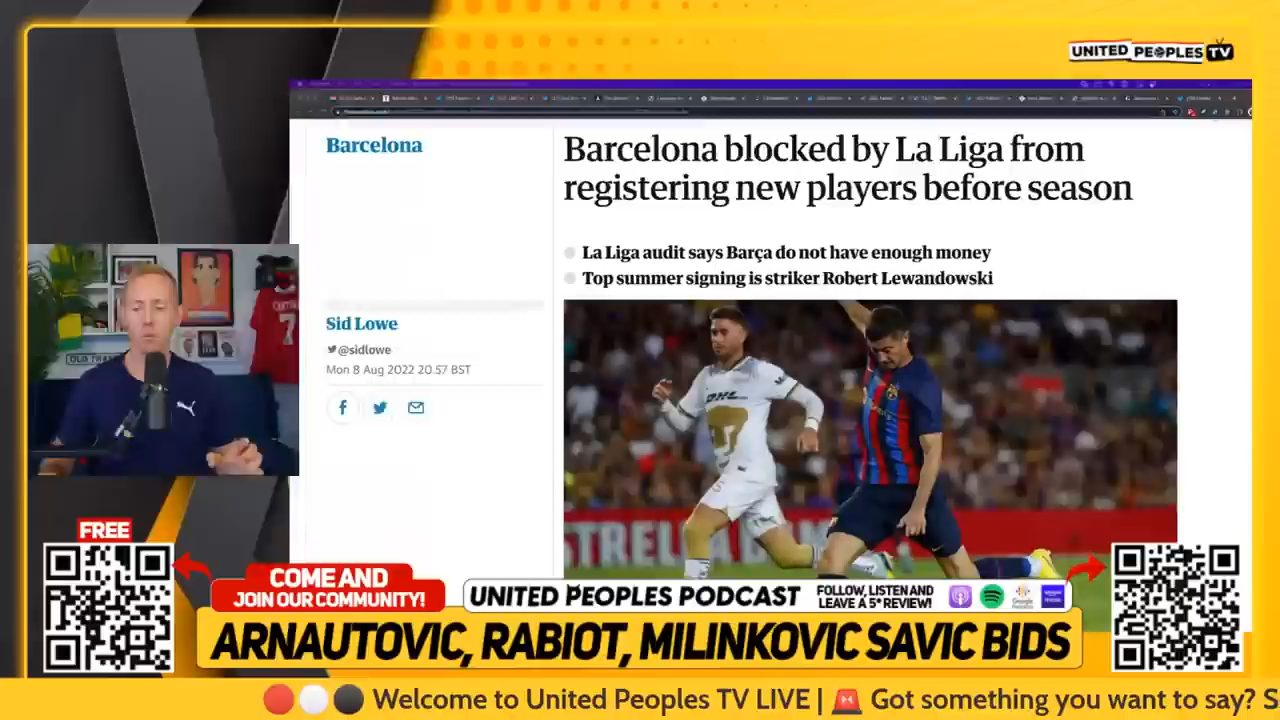 UNITED PEOPLES TV
Barcelona
Barcelona blocked by La Liga from
registering new players before season
La Liga audit says Barça do not have enough money
Top summer signing is striker Robert Lewandowski
Sid Lowe
@sidlowe
Mon 8 Aug 2022 20.57 BST
OLD
7
DHL
FREE
COME AND
JOIN OUR COMMUNITY!
UNITED PEOPLES PODCAST
FOLLOW, LISTEN AND
LEAVE A 5* REVIEW!
ARNAUTOVIC, RABIOT, MILINKOVIC SAVIC BIDS
Welcome to United Peoples TV LIVE | 🚨 Got something you want to say? S